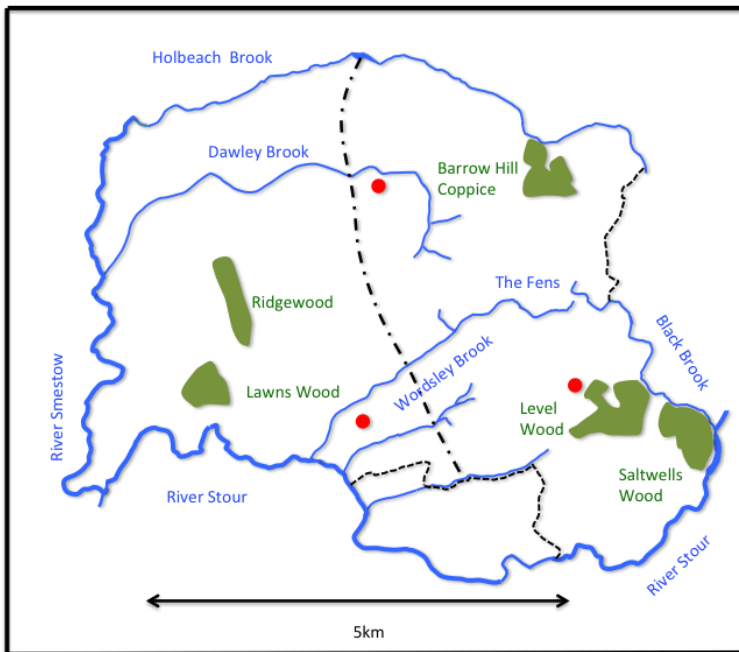 Holbeach Brook
Dawley Brook
Barrow Hill
Coppice
The Fens
Ridgewood
Black Brook
Wordsley Brook
Lawns Wood
Level
Wood
River Smestow
Saltwells
Wood
River Stour
River Stour
5km